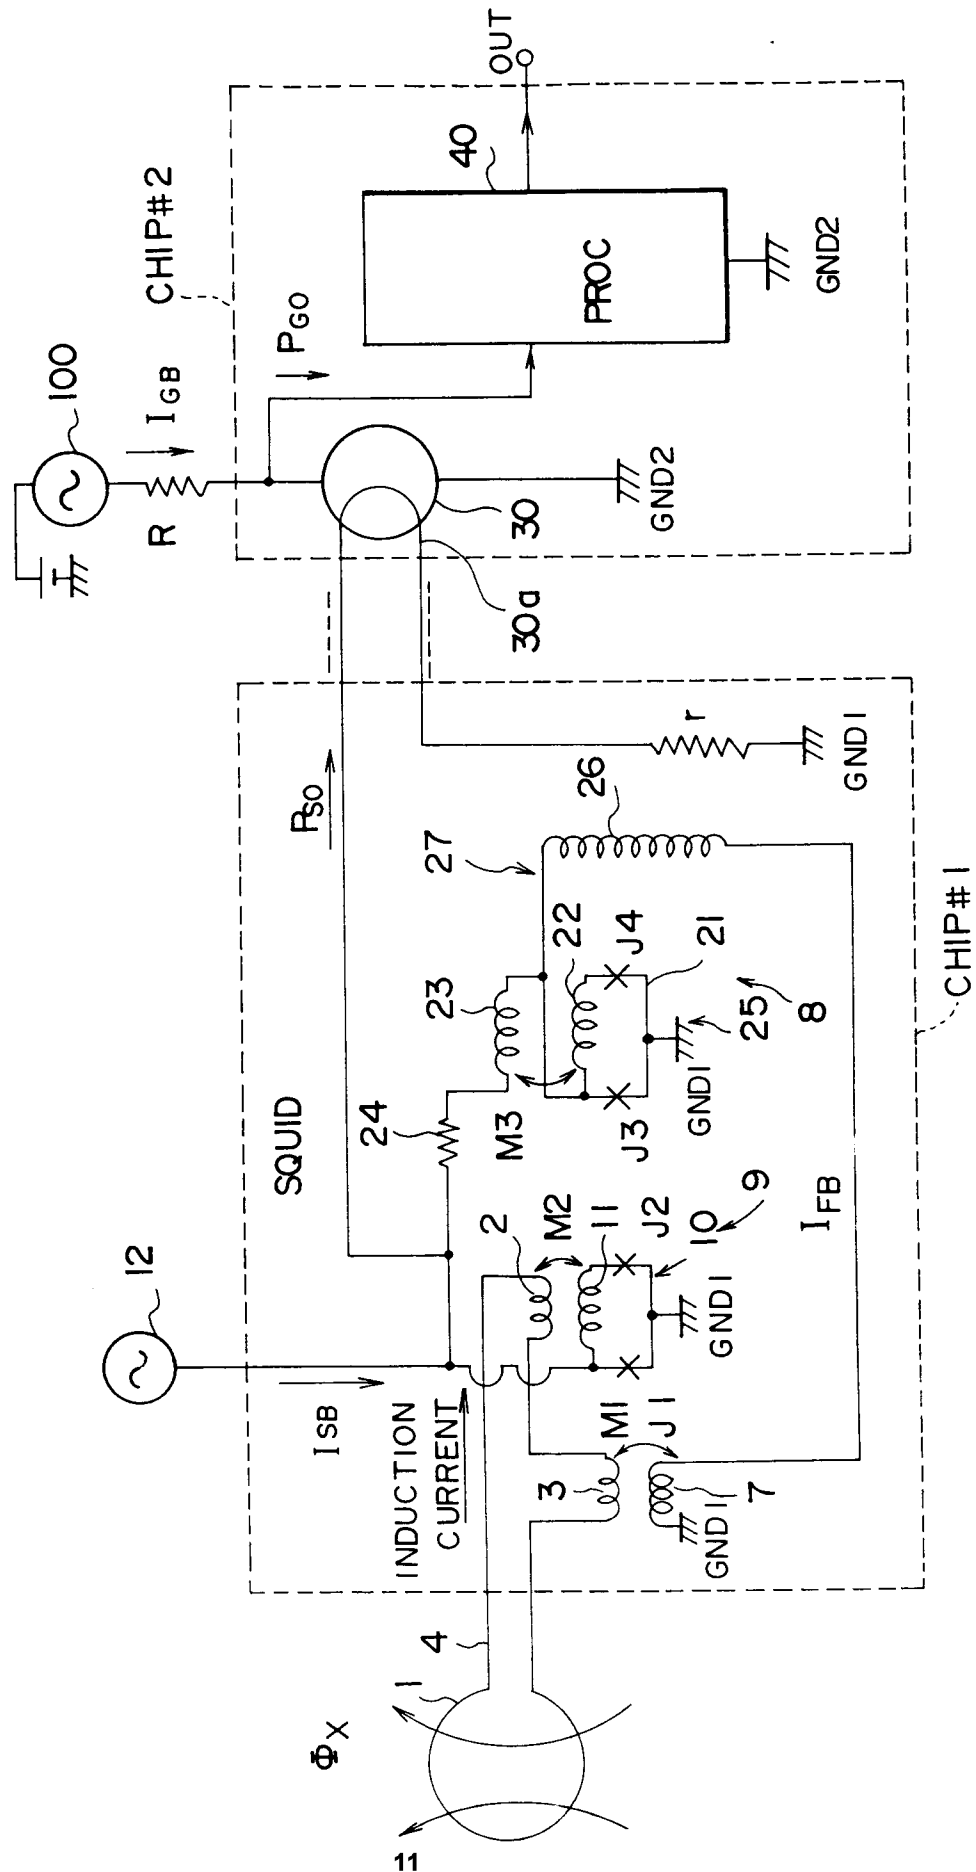 OUT
CHIP#2
40
PROC
GND2
PGO
100
IGB
R
30
GND2
30a
PSO
r
GND1
26
27
22
J4
21
23
8
25
GND1
M3
J3
24
SQUID
CHIP#1
12
2
M2
11
J2
10
9
GND1
IFB
ISB
INDUCTION
CURRENT
M1
J1
3
7
GND1
4
1
ΦX
11